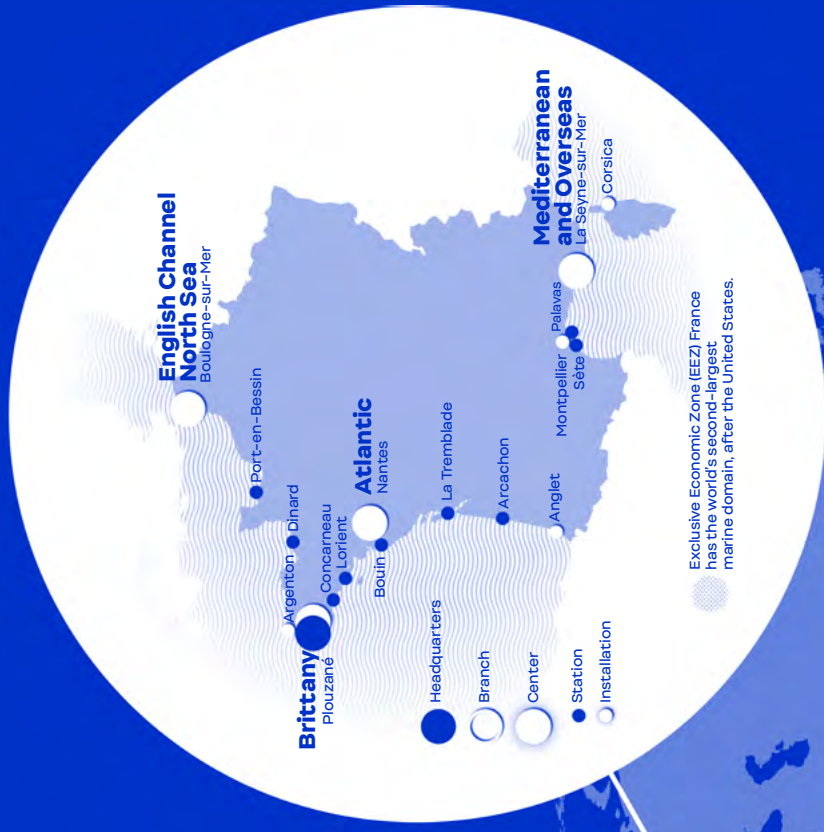 English Channel
North Sea
Boulogne-sur-Mer
Port-en-Bessin
Dinard
Argenton
Brittany
Plouzané
Concarneau
Lorient
Atlantic
Nantes
Bouin
La Tremblade
Arcachon
Anglet
Mediterranean
and Overseas
La Seyne-sur-Mer
Corsica
Palavas
Montpellier
Sète
Headquarters
Branch
Center
Station
Installation
Exclusive Economic Zone (EEZ) France
has the world's second-largest
marine domain, after the United States.